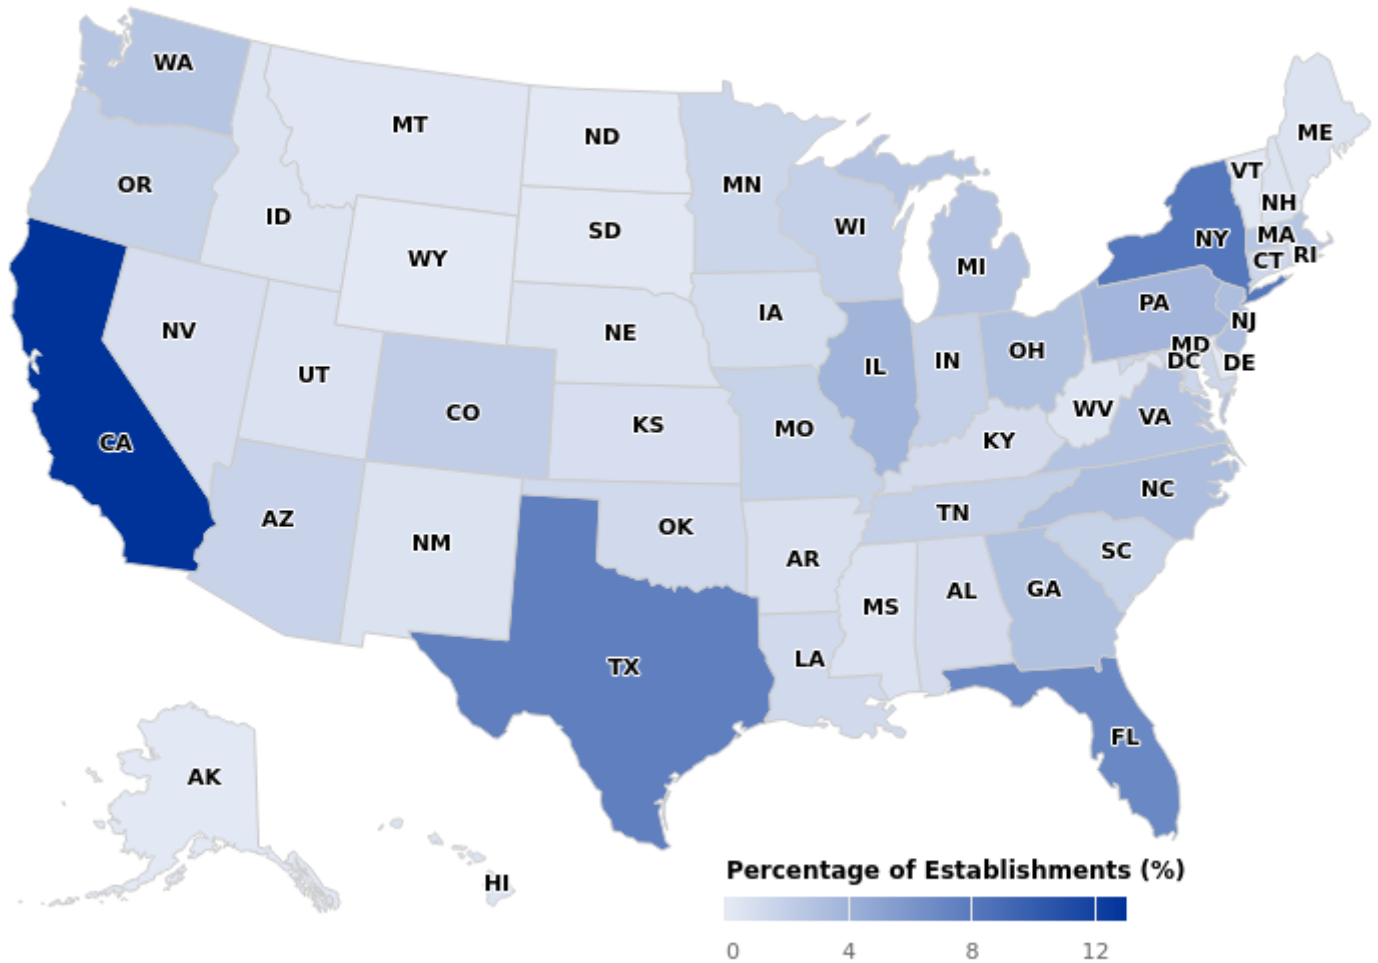 WA
MT
ND
ME
VT
MN
OR
NH
ID
WI
SD
MA
NY
WY
CT
RI
MI
PA
IA
NJ
NV
NE
MD
OH
IN
DC
DE
IL
UT
CO
WV
VA
KS
MO
CA
KY
NC
AZ
TN
OK
NM
SC
AR
GA
AL
MS
LA
TX
FL
AK
HI
Percentage of Establishments (%)
0 4 8 12